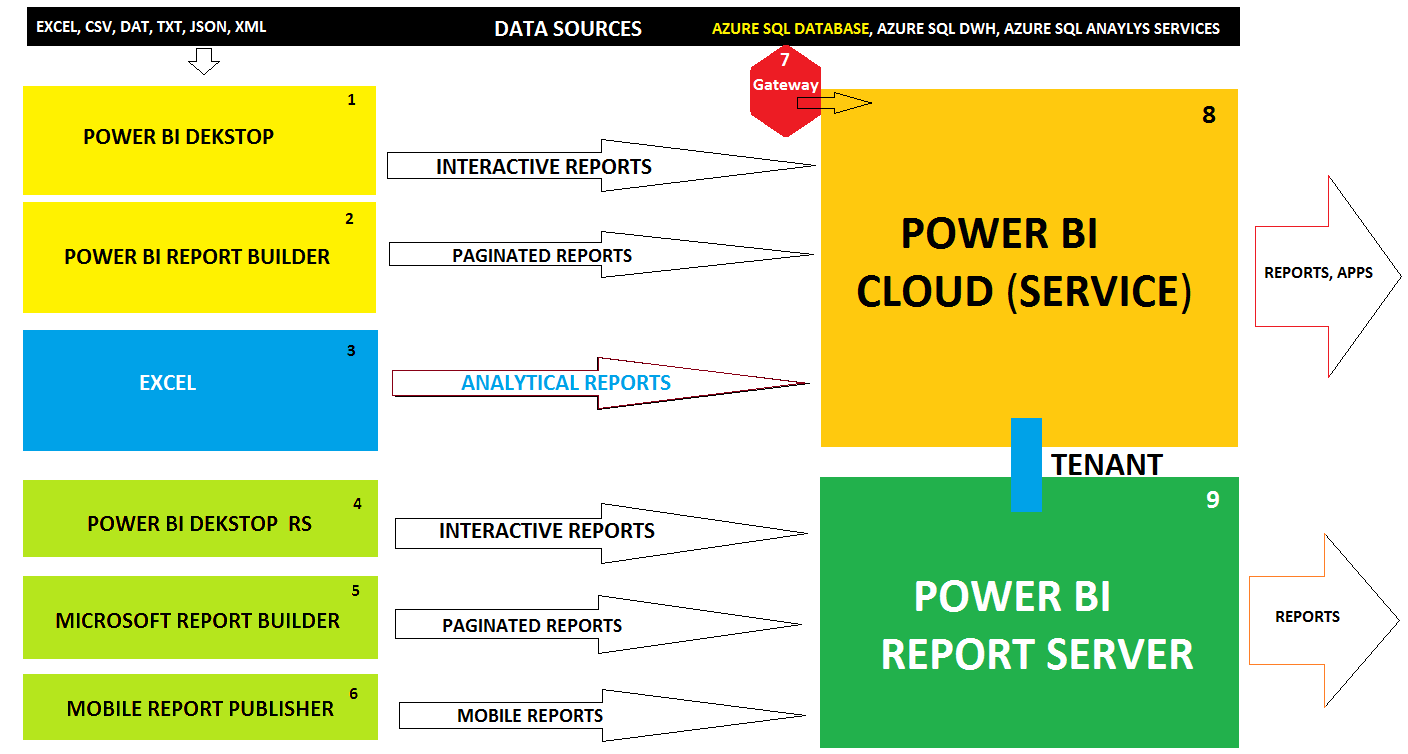 EXCEL, CSV, DAT, TXT, JSON, XML
DATA SOURCES
AZURE SQL DATABASE, AZURE SQL DWH, AZURE SQL ANAYLYS SERVICES
7
Gateway
1
POWER BI DEKSTOP
INTERACTIVE REPORTS
8
2
POWER BI REPORT BUILDER
PAGINATED REPORTS
POWER BI
CLOUD (SERVICE)
REPORTS, APPS
3
EXCEL
ANALYTICAL REPORTS
TENANT
4
POWER BI DEKSTOP RS
INTERACTIVE REPORTS
9
5
MICROSOFT REPORT BUILDER
PAGINATED REPORTS
POWER BI
REPORT SERVER
REPORTS
6
MOBILE REPORT PUBLISHER
MOBILE REPORTS